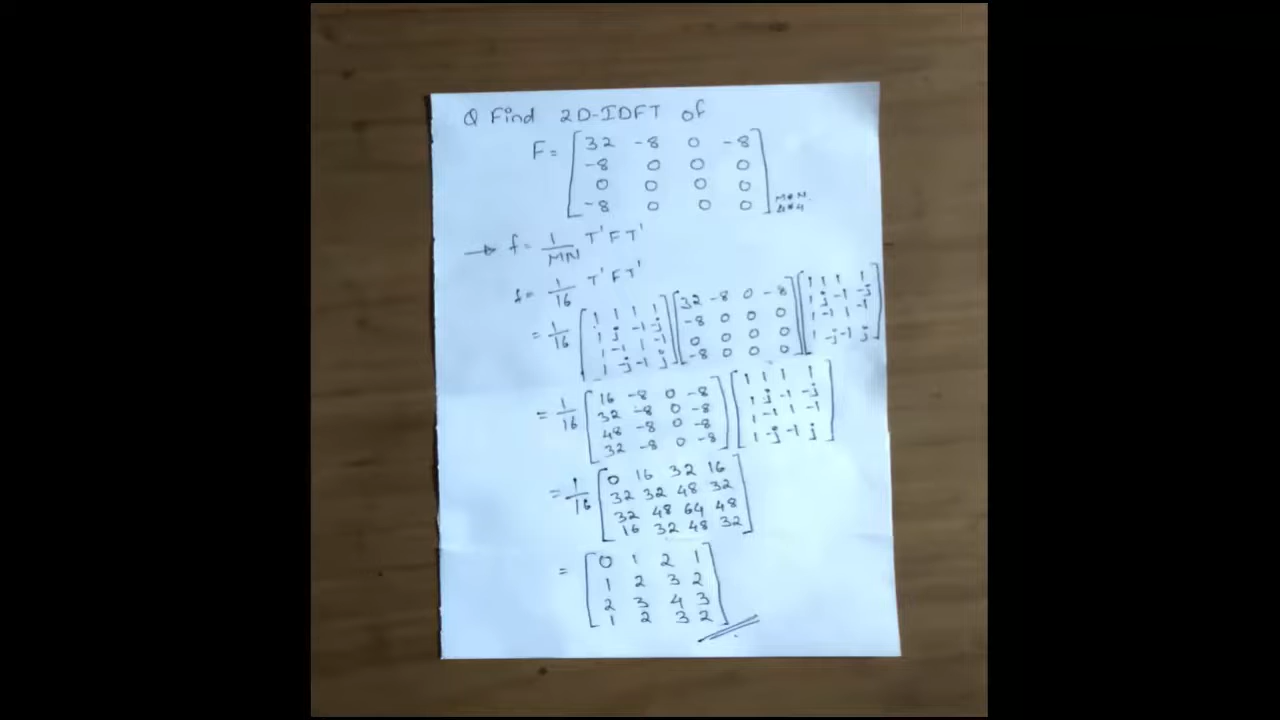 Q Find 2D-IDFT of
F = [ 32 -8 0 -8
-8 0 0 0
0 0 0 0
-8 0 0 0 ] M*N
4*4
→ f = 1/MN T' F T'
f = 1/16 T' F T'
= 1/16 [ 1 1 1 1 ] [ 32 -8 0 -8 ] [ 1 1 1 1 ]
[ 1 j -1 -j ] [ -8 0 0 0 ] [ 1 j -1 -j ]
[ 1 -1 1 -1 ] [ 0 0 0 0 ] [ 1 -1 1 -1 ]
[ 1 -j -1 j ] [ -8 0 0 0 ] [ 1 -j -1 j ]
= 1/16 [ 16 -8 0 -8 ] [ 1 1 1 1 ]
[ 32 -8 0 -8 ] [ 1 j -1 -j ]
[ 48 -8 0 -8 ] [ 1 -1 1 -1 ]
[ 32 -8 0 -8 ] [ 1 -j -1 j ]
= 1/16 [ 0 16 32 16
32 32 48 32
32 48 64 48
16 32 48 32 ]
= [ 0 1 2 1
1 2 3 2
2 3 4 3
1 2 3 2 ]